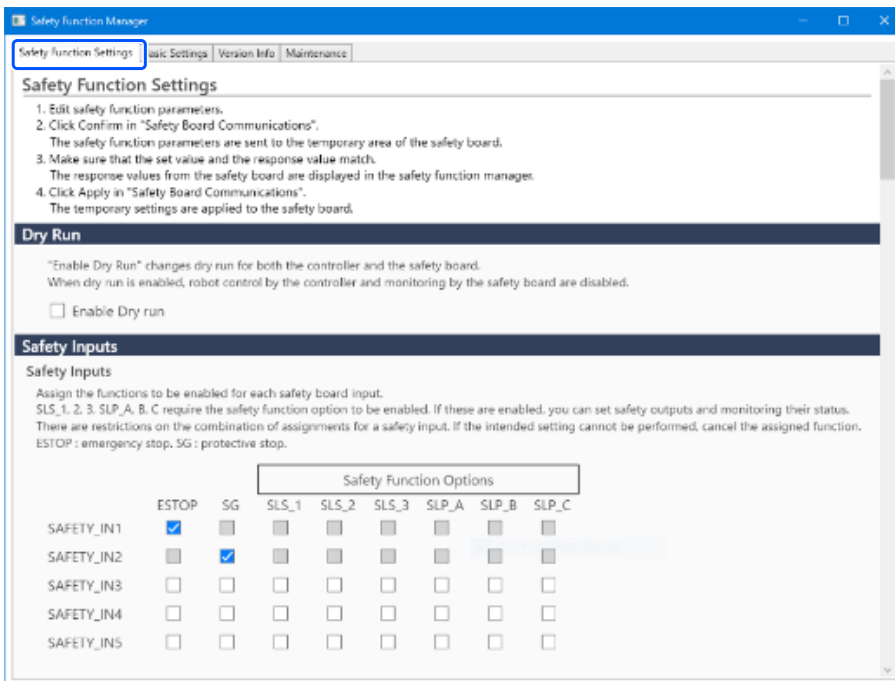 Safety Function Manager
Safety Function Settings asic Settings Version Info Maintenance
Safety Function Settings
1. Edit safety function parameters.
2. Click Confirm in "Safety Board Communications".
The safety function parameters are sent to the temporary area of the safety board.
3. Make sure that the set value and the response value match.
The response values from the safety board are displayed in the safety function manager.
4. Click Apply in "Safety Board Communications".
The temporary settings are applied to the safety board.
Dry Run
"Enable Dry Run" changes dry run for both the controller and the safety board.
When dry run is enabled, robot control by the controller and monitoring by the safety board are disabled.
Enable Dry run
Safety Inputs
Safety Inputs
Assign the functions to be enabled for each safety board input.
SLS_1, 2, 3, SLP_A, B, C require the safety function option to be enabled. If these are enabled, you can set safety outputs and monitoring their status.
There are restrictions on the combination of assignments for a safety input. If the intended setting cannot be performed, cancel the assigned function.
ESTOP : emergency stop, SG : protective stop.
Safety Function Options
ESTOP SG SLS_1 SLS_2 SLS_3 SLP_A SLP_B SLP_C
SAFETY_IN1
SAFETY_IN2
SAFETY_IN3
SAFETY_IN4
SAFETY_IN5